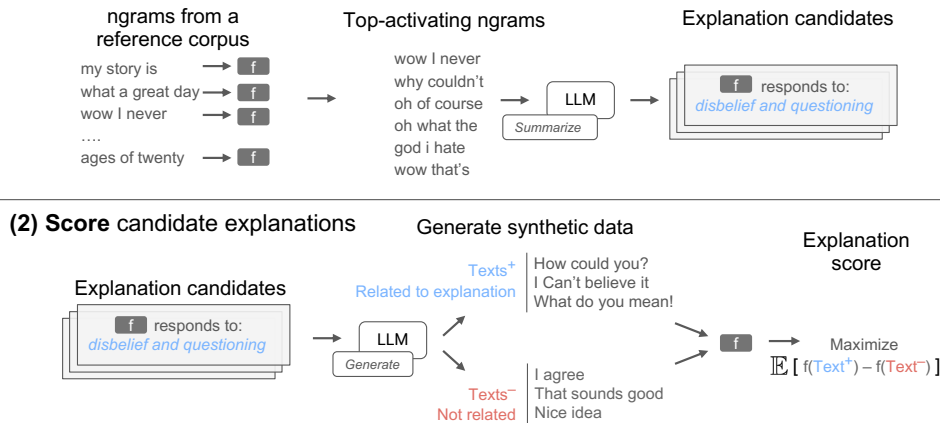 ngrams from a
reference corpus
my story is f
what a great day f
wow I never f
....
ages of twenty f
Top-activating ngrams
wow I never
why couldn't
oh of course
oh what the
god i hate
wow that's
LLM
Summarize
Explanation candidates
f responds to:
disbelief and questioning
(2) Score candidate explanations
Explanation candidates
f responds to:
disbelief and questioning
LLM
Generate
Generate synthetic data
Texts⁺
Related to explanation
How could you?
I Can't believe it
What do you mean!
Texts⁻
Not related
I agree
That sounds good
Nice idea
f
Explanation
score
Maximize
𝔼 [ f(Text⁺) – f(Text⁻) ]